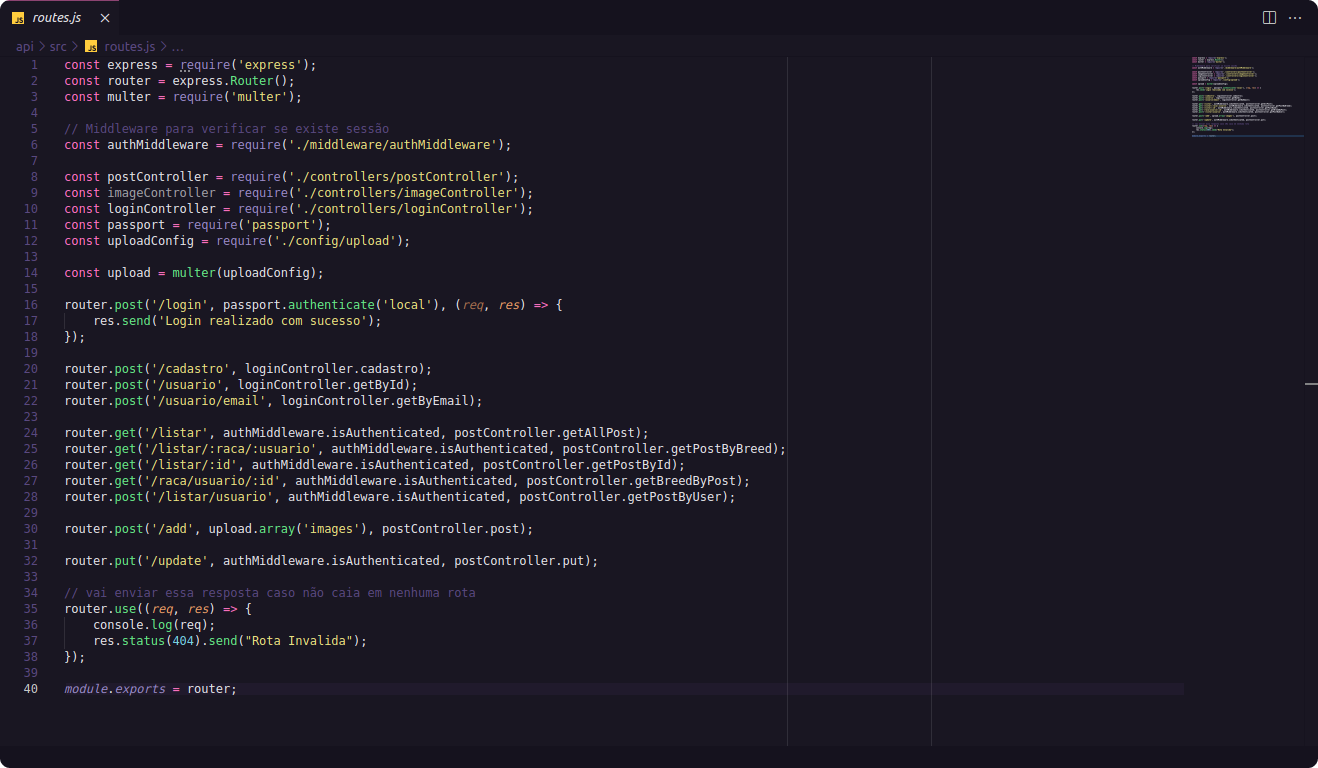 JS routes.js ×
api > src > JS routes.js > ...
1 const express = require('express');
2 const router = express.Router();
3 const multer = require('multer');
4
5 // Middleware para verificar se existe sessão
6 const authMiddleware = require('./middleware/authMiddleware');
7
8 const postController = require('./controllers/postController');
9 const imageController = require('./controllers/imageController');
10 const loginController = require('./controllers/loginController');
11 const passport = require('passport');
12 const uploadConfig = require('./config/upload');
13
14 const upload = multer(uploadConfig);
15
16 router.post('/login', passport.authenticate('local'), (req, res) => {
17     res.send('Login realizado com sucesso');
18 });
19
20 router.post('/cadastro', loginController.cadastro);
21 router.post('/usuario', loginController.getById);
22 router.post('/usuario/email', loginController.getByEmail);
23
24 router.get('/listar', authMiddleware.isAuthenticated, postController.getAllPost);
25 router.get('/listar/:raca/:usuario', authMiddleware.isAuthenticated, postController.getPostByBreed);
26 router.get('/listar/:id', authMiddleware.isAuthenticated, postController.getPostById);
27 router.get('/raca/usuario/:id', authMiddleware.isAuthenticated, postController.getBreedByPost);
28 router.post('/listar/usuario', authMiddleware.isAuthenticated, postController.getPostByUser);
29
30 router.post('/add', upload.array('images'), postController.post);
31
32 router.put('/update', authMiddleware.isAuthenticated, postController.put);
33
34 // vai enviar essa resposta caso não caia em nenhuma rota
35 router.use((req, res) => {
36     console.log(req);
37     res.status(404).send("Rota Invalida");
38 });
39
40 module.exports = router;